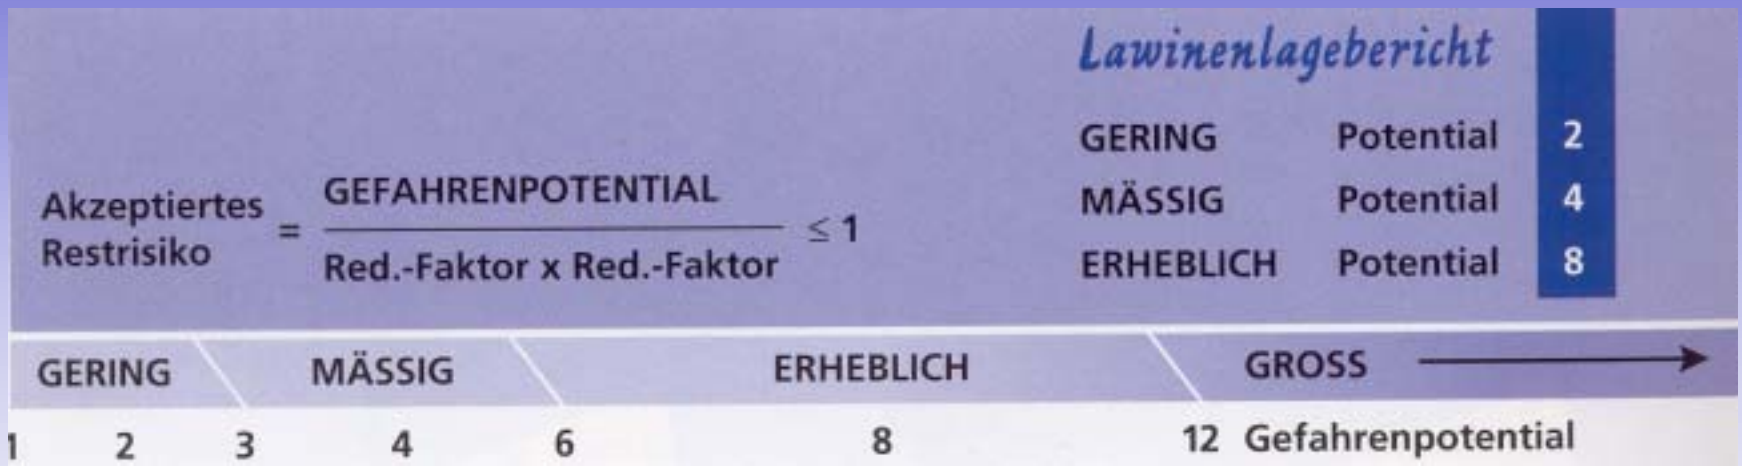 Lawinenlagebericht
GERING Potential 2
MÄSSIG Potential 4
ERHEBLICH Potential 8
Akzeptiertes Restrisiko = GEFAHRENPOTENTIAL
Red.-Faktor x Red.-Faktor ≤ 1
GERING MÄSSIG ERHEBLICH GROSS
1 2 3 4 6 8 12 Gefahrenpotential